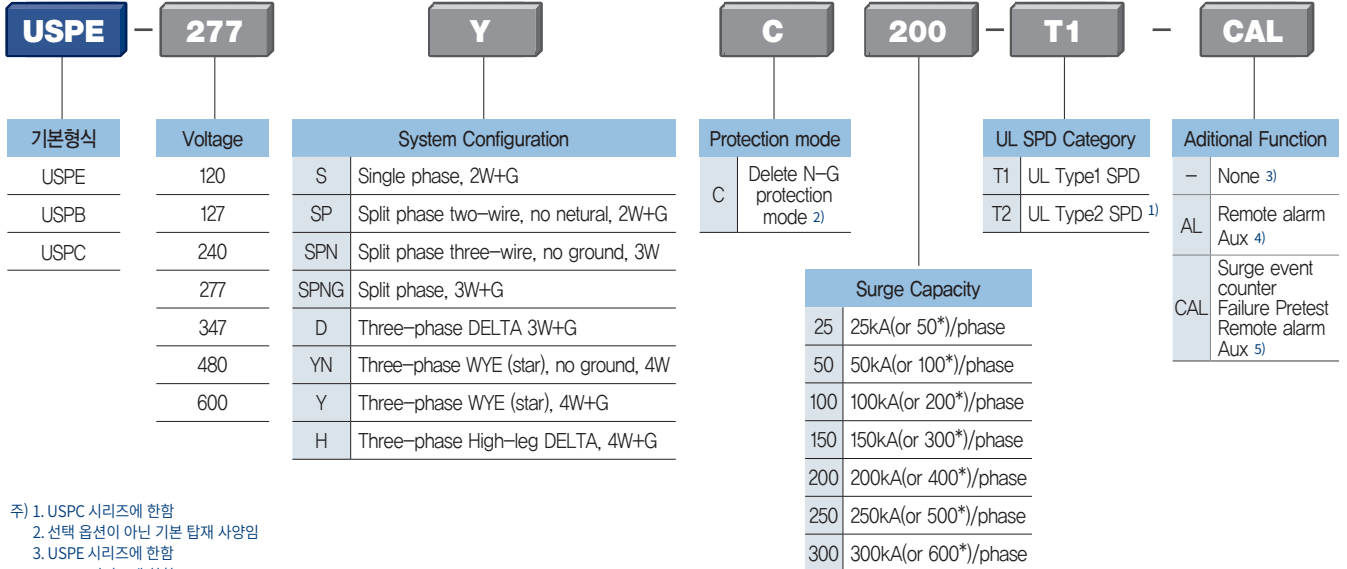 USPE - 277 Y C 200 - T1 - CAL
기본형식
USPE
USPB
USPC
Voltage
120
127
240
277
347
480
600
System Configuration
S Single phase, 2W+G
SP Split phase two-wire, no netural, 2W+G
SPN Split phase three-wire, no ground, 3W
SPNG Split phase, 3W+G
D Three-phase DELTA 3W+G
YN Three-phase WYE (star), no ground, 4W
Y Three-phase WYE (star), 4W+G
H Three-phase High-leg DELTA, 4W+G
Protection mode
C Delete N-G
protection
mode 2)
Surge Capacity
25 25kA(or 50*)/phase
50 50kA(or 100*)/phase
100 100kA(or 200*)/phase
150 150kA(or 300*)/phase
200 200kA(or 400*)/phase
250 250kA(or 500*)/phase
300 300kA(or 600*)/phase
UL SPD Category
T1 UL Type1 SPD
T2 UL Type2 SPD 1)
Aditional Function
- None 3)
AL Remote alarm
Aux 4)
CAL Surge event
counter
Failure Pretest
Remote alarm
Aux 5)
주) 1. USPC 시리즈에 한함
2. 선택 옵션이 아닌 기본 탑재 사양임
3. USPE 시리즈에 한함